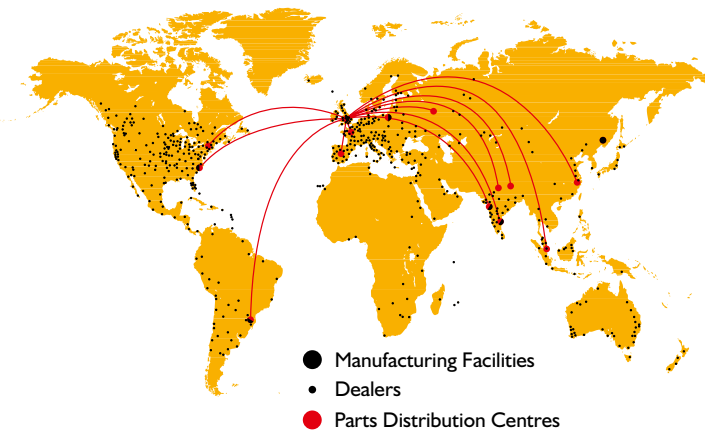 Manufacturing Facilities
Dealers
Parts Distribution Centres